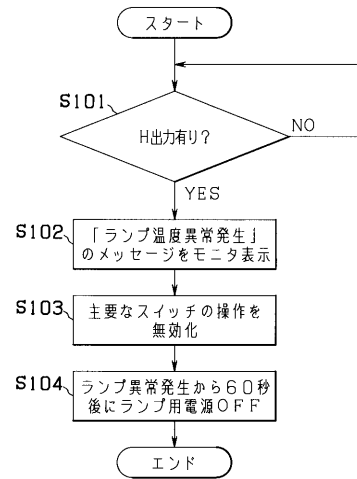 スタート
S101
H出力有り?
NO
YES
S102
「ランプ温度異常発生」
のメッセージをモニタ表示
S103
主要なスイッチの操作を
無効化
S104
ランプ異常発生から60秒
後にランプ用電源OFF
エンド